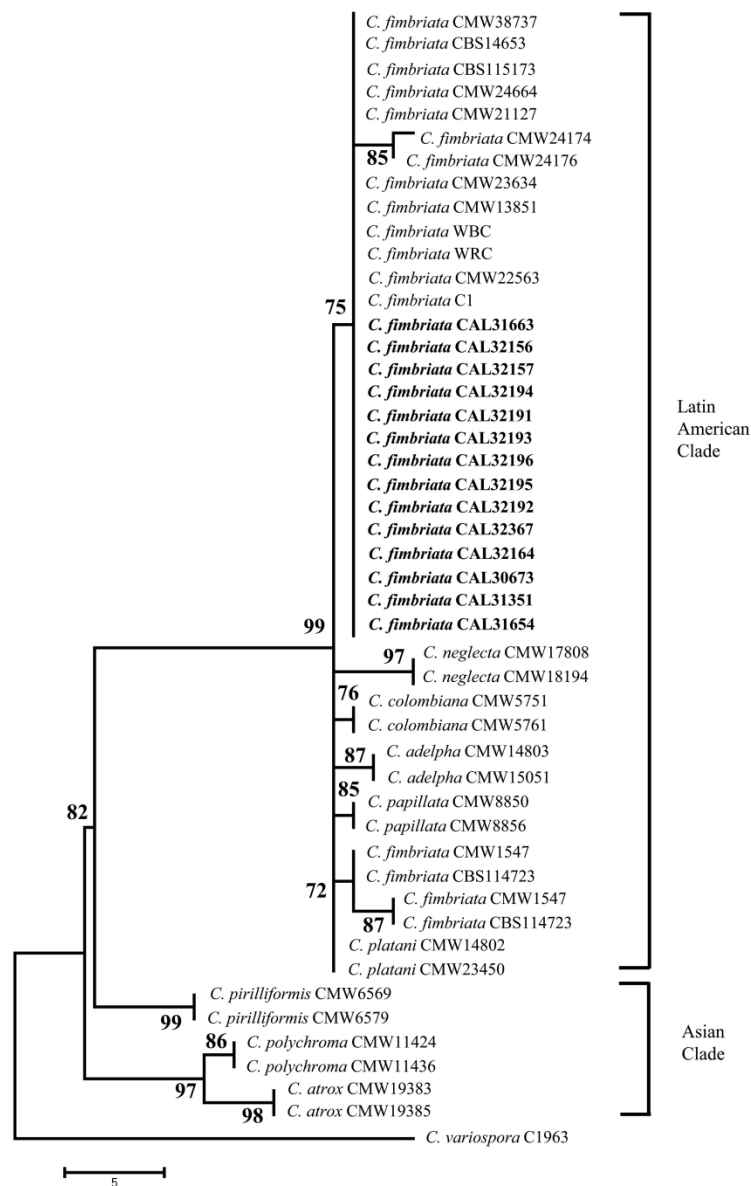 C. fimbriata CMW38737
C. fimbriata CBS14653
C. fimbriata CBS115173
C. fimbriata CMW24664
C. fimbriata CMW21127
C. fimbriata CMW24174
85
C. fimbriata CMW24176
C. fimbriata CMW23634
C. fimbriata CMW13851
C. fimbriata WBC
C. fimbriata WRC
C. fimbriata CMW22563
75
C. fimbriata C1
C. fimbriata CAL31663
C. fimbriata CAL32156
C. fimbriata CAL32157
C. fimbriata CAL32194
C. fimbriata CAL32191
C. fimbriata CAL32193
C. fimbriata CAL32196
C. fimbriata CAL32195
C. fimbriata CAL32192
C. fimbriata CAL32367
C. fimbriata CAL32164
C. fimbriata CAL30673
C. fimbriata CAL31351
C. fimbriata CAL31654
Latin
American
Clade
99
97
C. neglecta CMW17808
C. neglecta CMW18194
76
C. colombiana CMW5751
C. colombiana CMW5761
87
C. adelpha CMW14803
C. adelpha CMW15051
85
C. papillata CMW8850
C. papillata CMW8856
82
C. fimbriata CMW1547
C. fimbriata CBS114723
72
C. fimbriata CMW1547
87
C. fimbriata CBS114723
C. platani CMW14802
C. platani CMW23450
C. pirilliformis CMW6569
99
C. pirilliformis CMW6579
86
C. polychroma CMW11424
C. polychroma CMW11436
97
C. atrox CMW19383
98
C. atrox CMW19385
Asian
Clade
C. variospora C1963
5